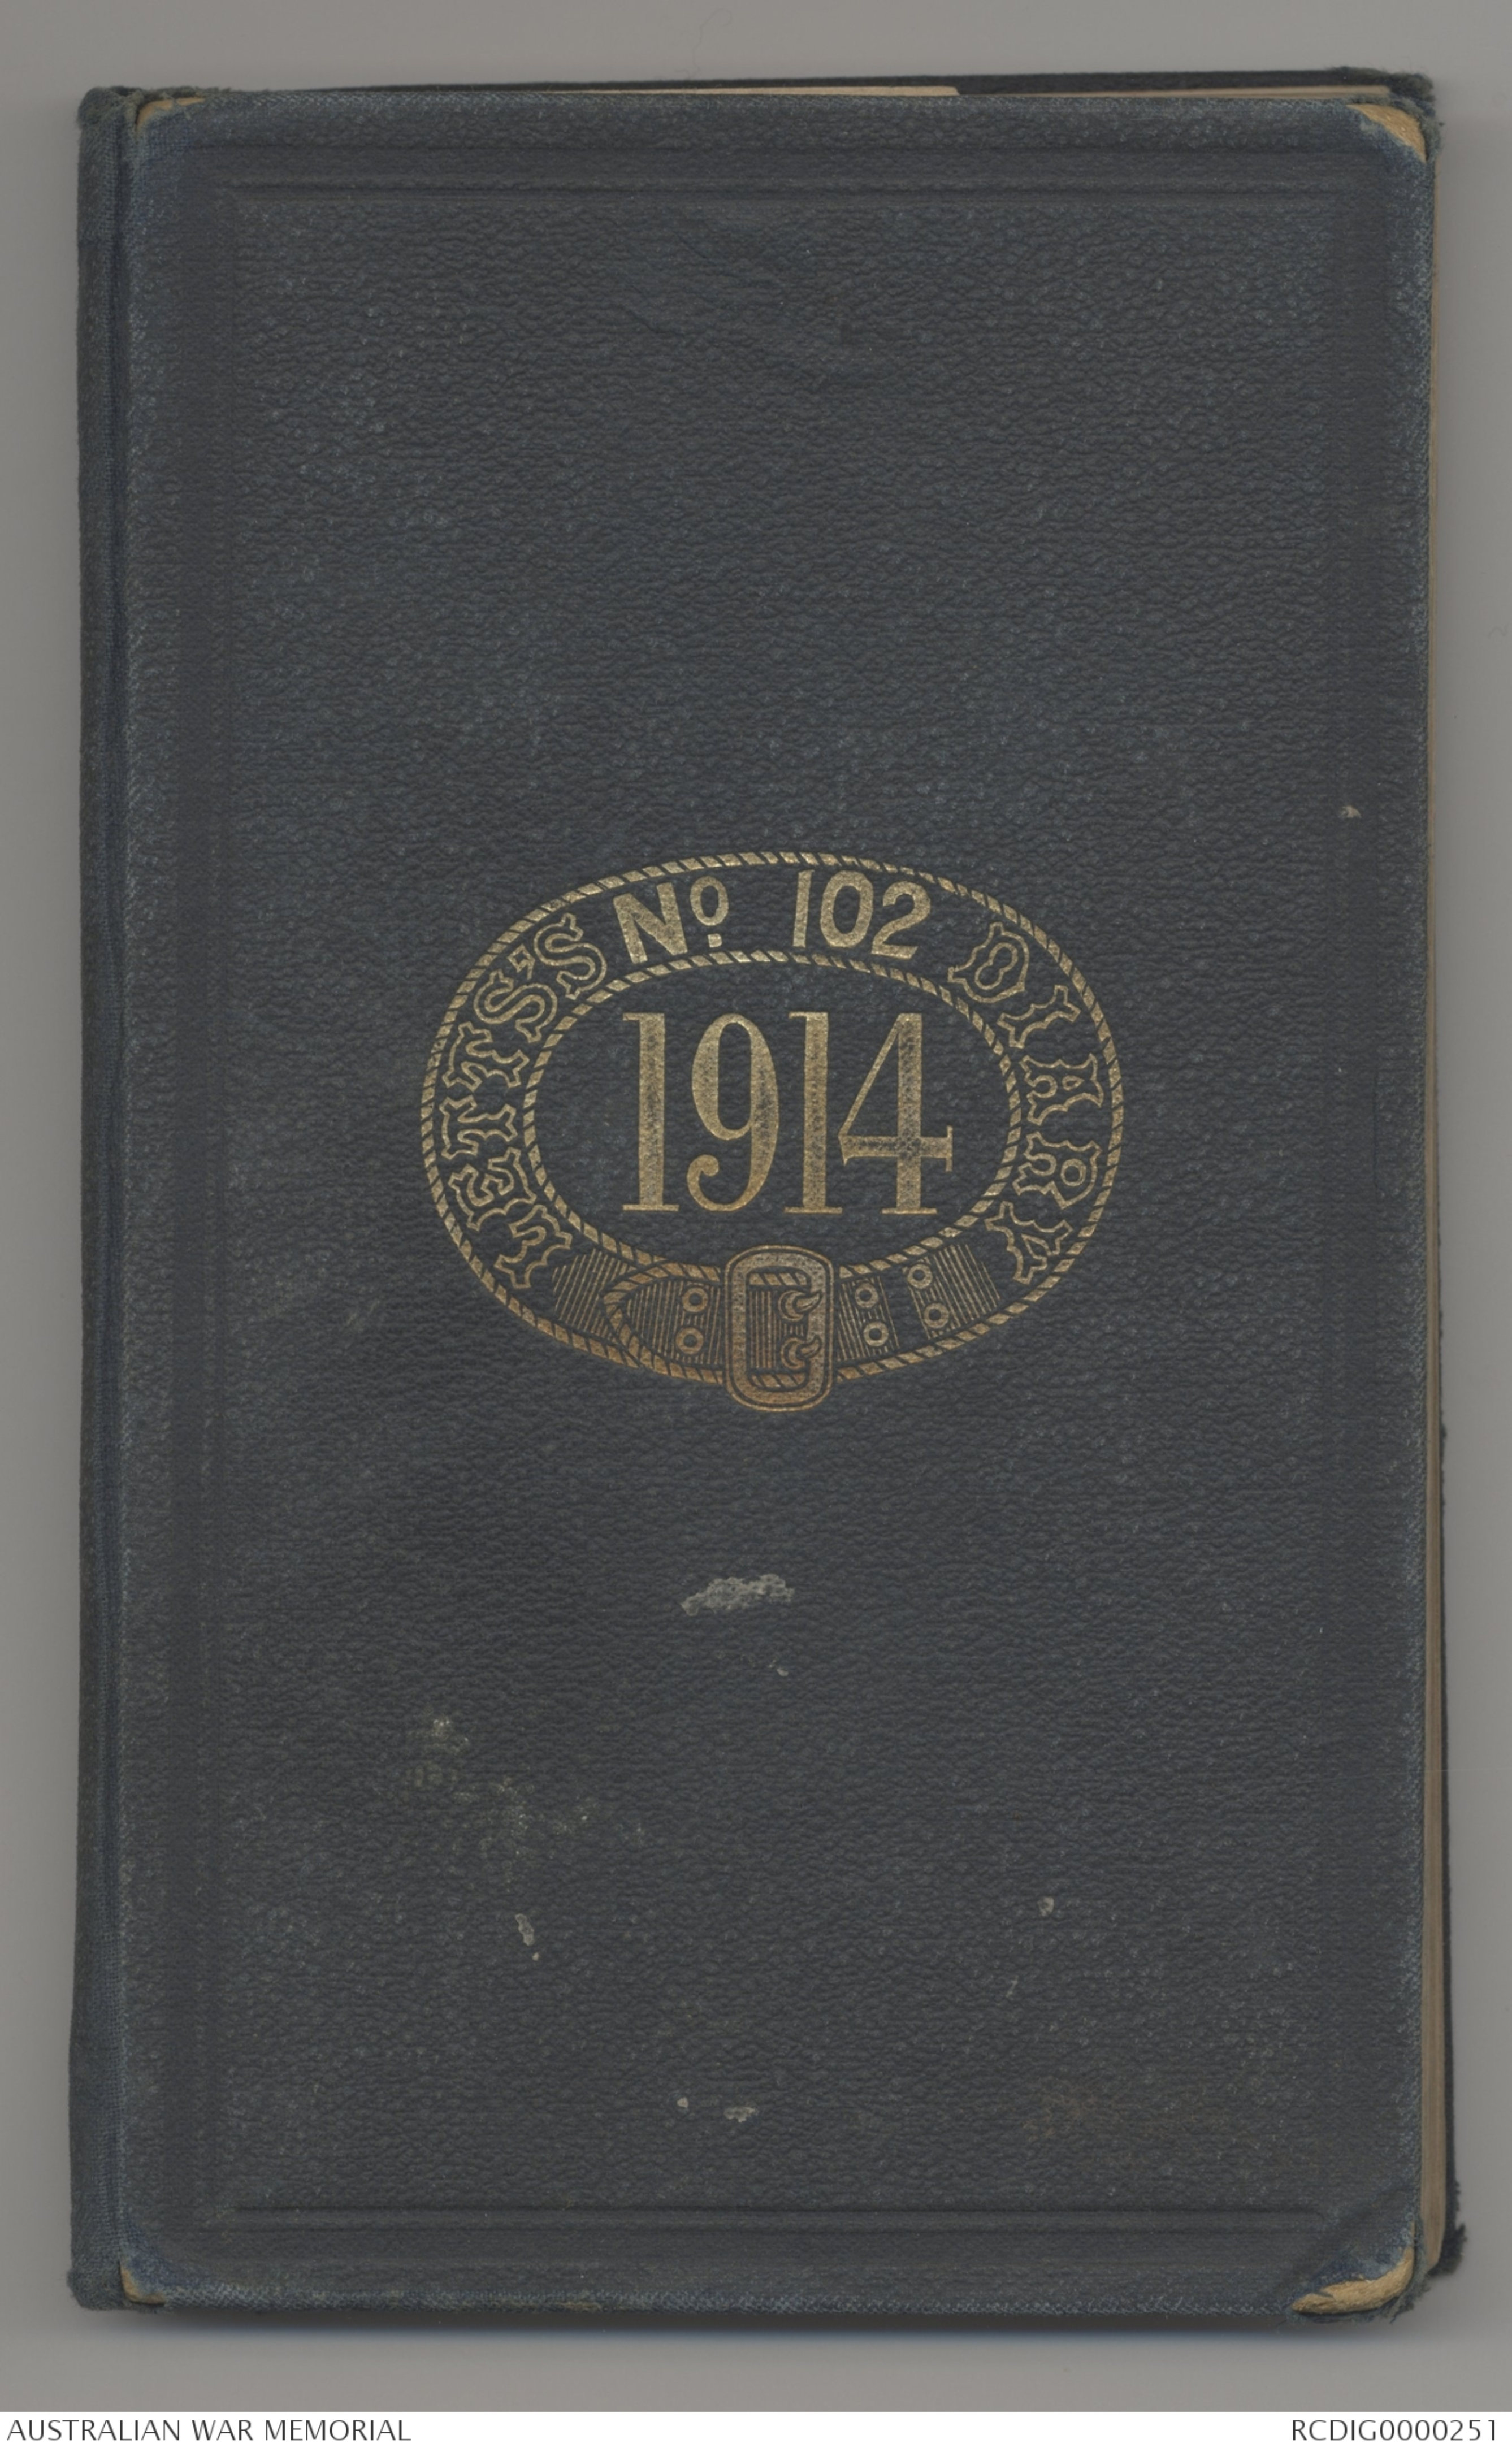 LETTS'S No 102 DIARY
1914
AUSTRALIAN WAR MEMORIAL
RCDIG0000251